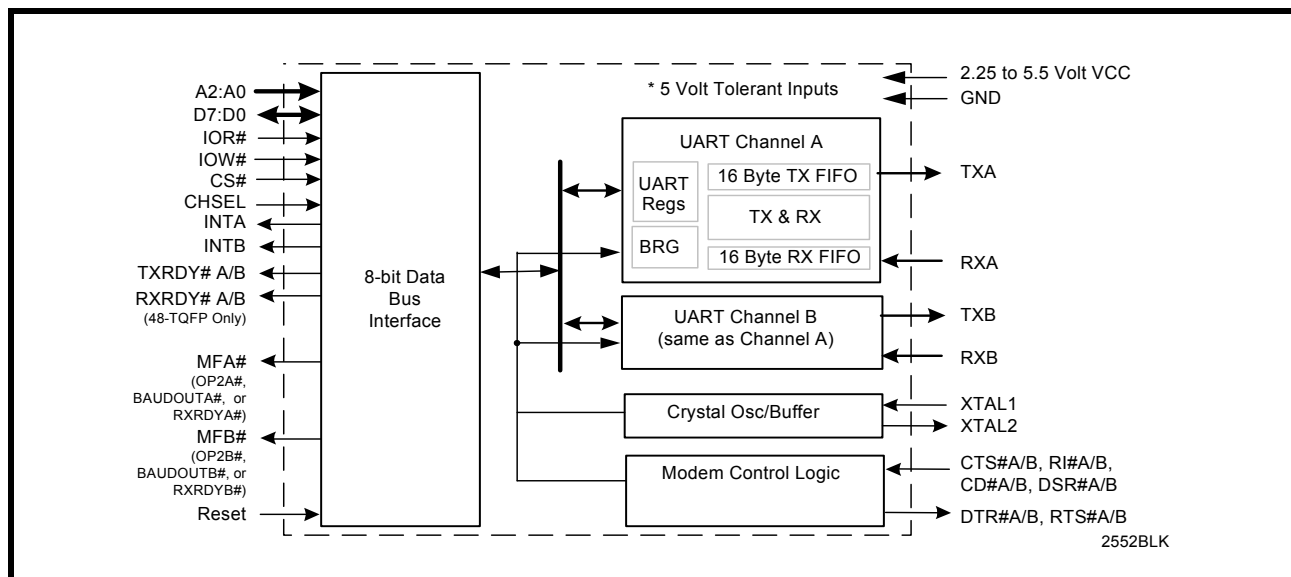 A2:A0
D7:D0
IOR#
IOW#
CS#
CHSEL
INTA
INTB
TXRDY# A/B
RXRDY# A/B
(48-TQFP Only)
MFA#
(OP2A#,
BAUDOUTA#, or
RXRDYA#)
MFB#
(OP2B#,
BAUDOUTB#, or
RXRDYB#)
Reset
8-bit Data
Bus
Interface
* 5 Volt Tolerant Inputs
UART Channel A
UART
Regs
BRG
16 Byte TX FIFO
TX & RX
16 Byte RX FIFO
UART Channel B
(same as Channel A)
Crystal Osc/Buffer
Modem Control Logic
2.25 to 5.5 Volt VCC
GND
TXA
RXA
TXB
RXB
XTAL1
XTAL2
CTS#A/B, RI#A/B,
CD#A/B, DSR#A/B
DTR#A/B, RTS#A/B
2552BLK